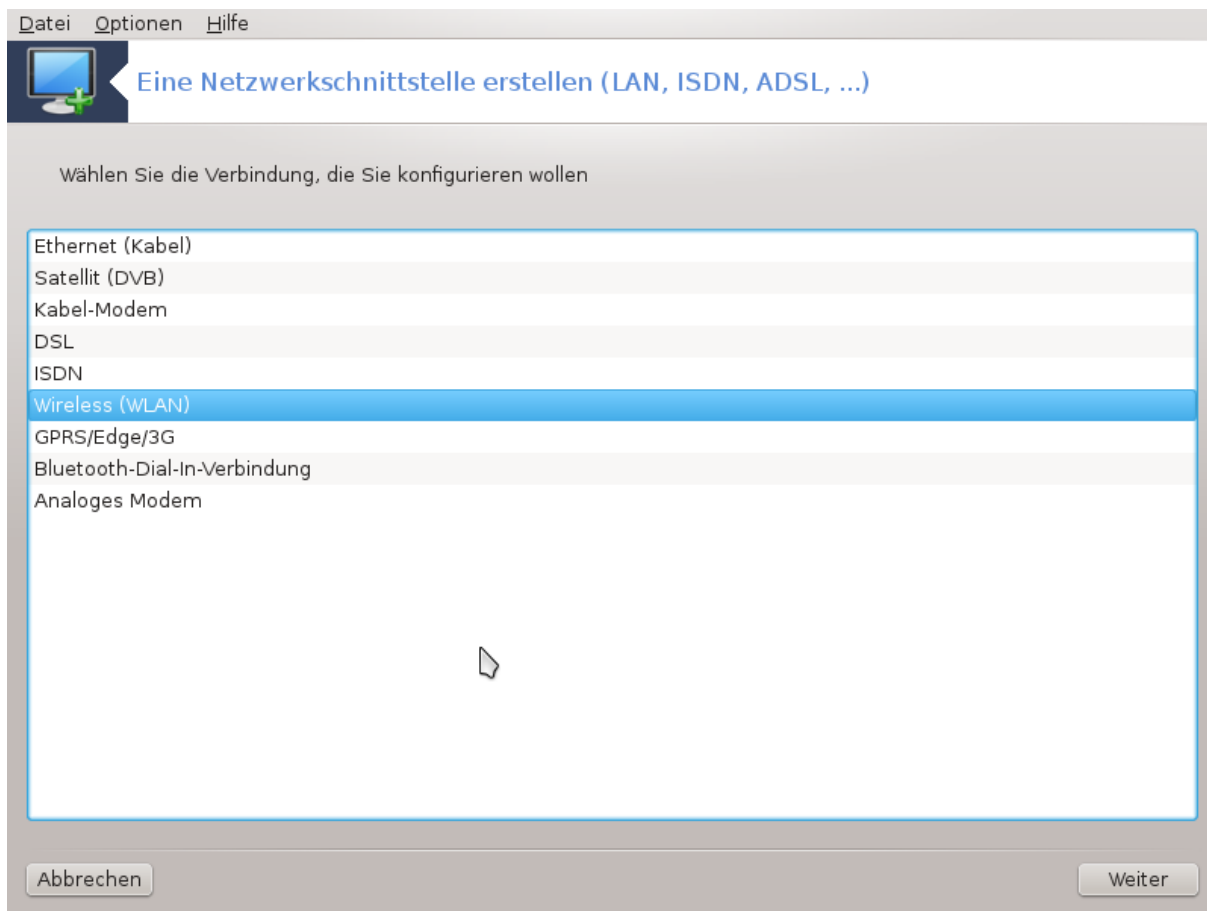 Datei Optionen Hilfe
Eine Netzwerkschnittstelle erstellen (LAN, ISDN, ADSL, ...)
Wählen Sie die Verbindung, die Sie konfigurieren wollen
Ethernet (Kabel)
Satellit (DVB)
Kabel-Modem
DSL
ISDN
Wireless (WLAN)
GPRS/Edge/3G
Bluetooth-Dial-In-Verbindung
Analoges Modem
Abbrechen Weiter